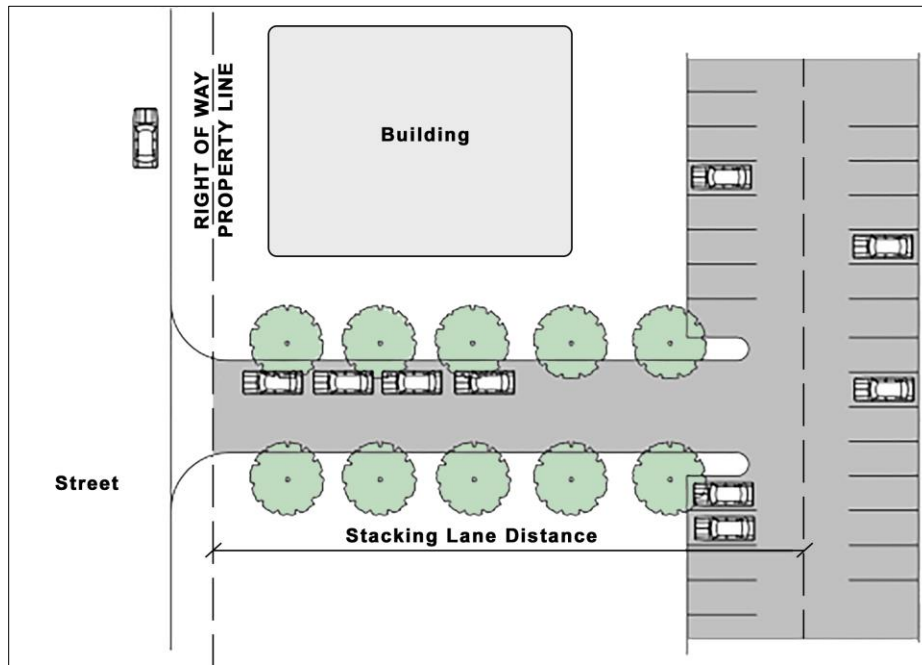 RIGHT OF WAY
PROPERTY LINE
Building
Street
Stacking Lane Distance